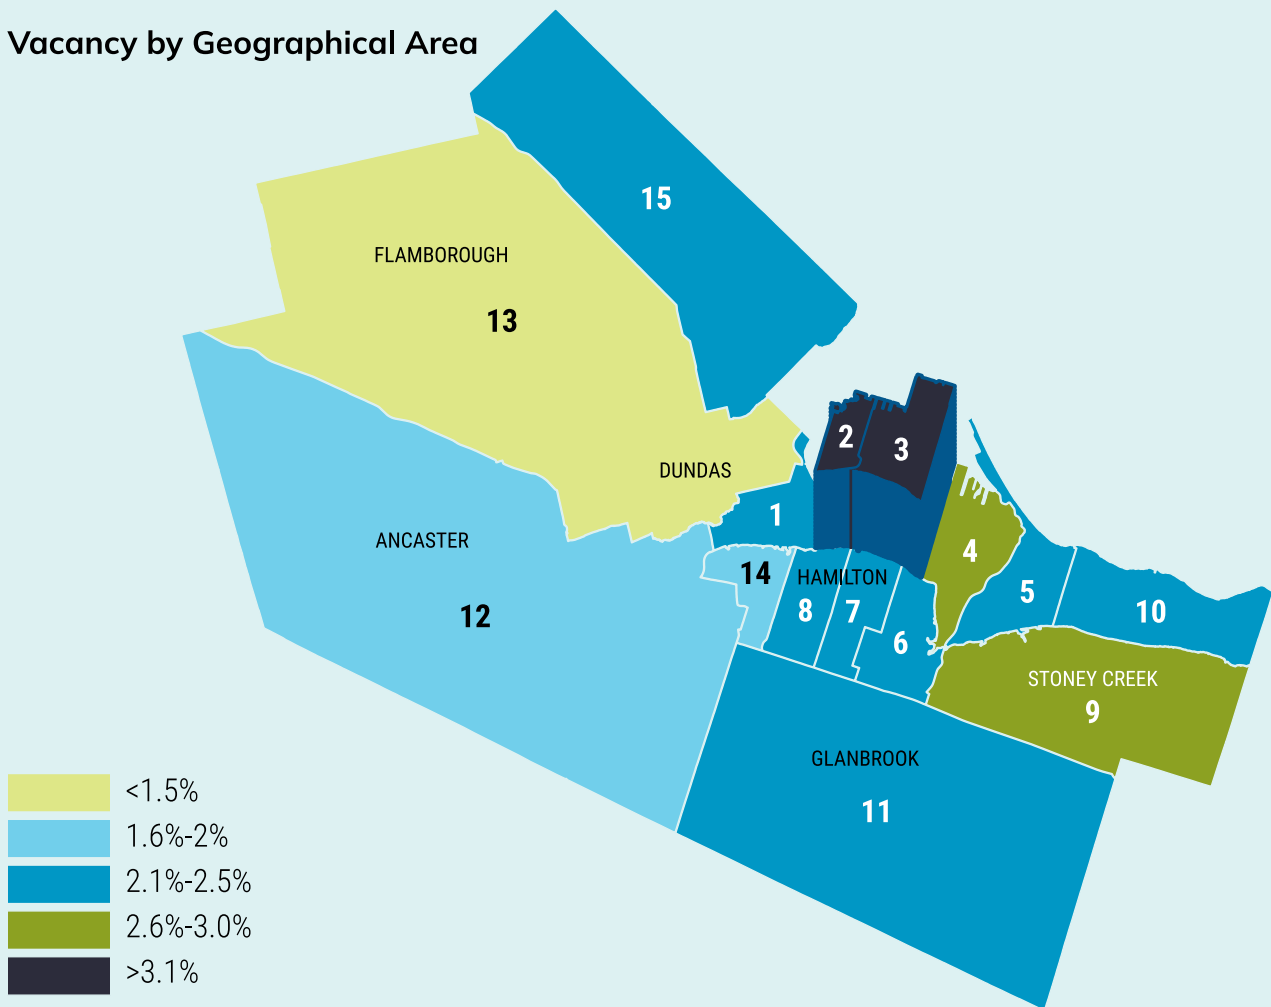 Vacancy by Geographical Area
15
FLAMBOROUGH
13
2
3
DUNDAS
1
ANCASTER
12
4
14
HAMILTON
8
7
6
5
10
STONEY CREEK
9
GLANBROOK
11
<1.5%
1.6%-2%
2.1%-2.5%
2.6%-3.0%
>3.1%